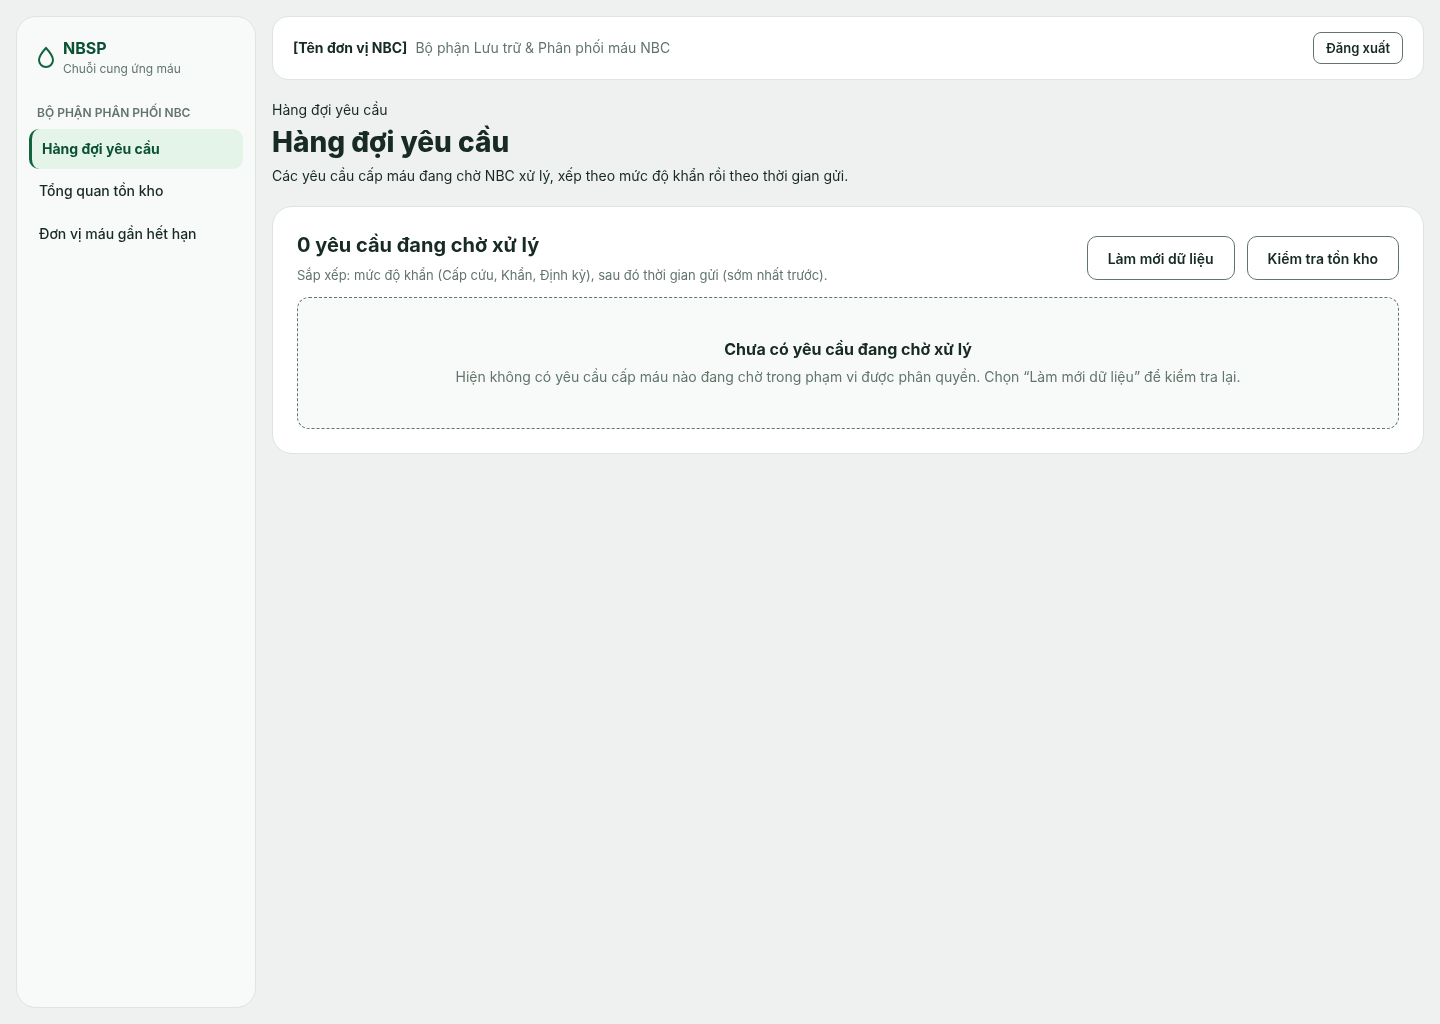 NBSP
Chuỗi cung ứng máu
BỘ PHẬN PHÂN PHỐI NBC
Hàng đợi yêu cầu
Tổng quan tồn kho
Đơn vị máu gần hết hạn
[Tên đơn vị NBC] Bộ phận Lưu trữ & Phân phối máu NBC
Đăng xuất
Hàng đợi yêu cầu
Hàng đợi yêu cầu
Các yêu cầu cấp máu đang chờ NBC xử lý, xếp theo mức độ khẩn rồi theo thời gian gửi.
0 yêu cầu đang chờ xử lý
Sắp xếp: mức độ khẩn (Cấp cứu, Khẩn, Định kỳ), sau đó thời gian gửi (sớm nhất trước).
Làm mới dữ liệu
Kiểm tra tồn kho
Chưa có yêu cầu đang chờ xử lý
Hiện không có yêu cầu cấp máu nào đang chờ trong phạm vi được phân quyền. Chọn “Làm mới dữ liệu” để kiểm tra lại.